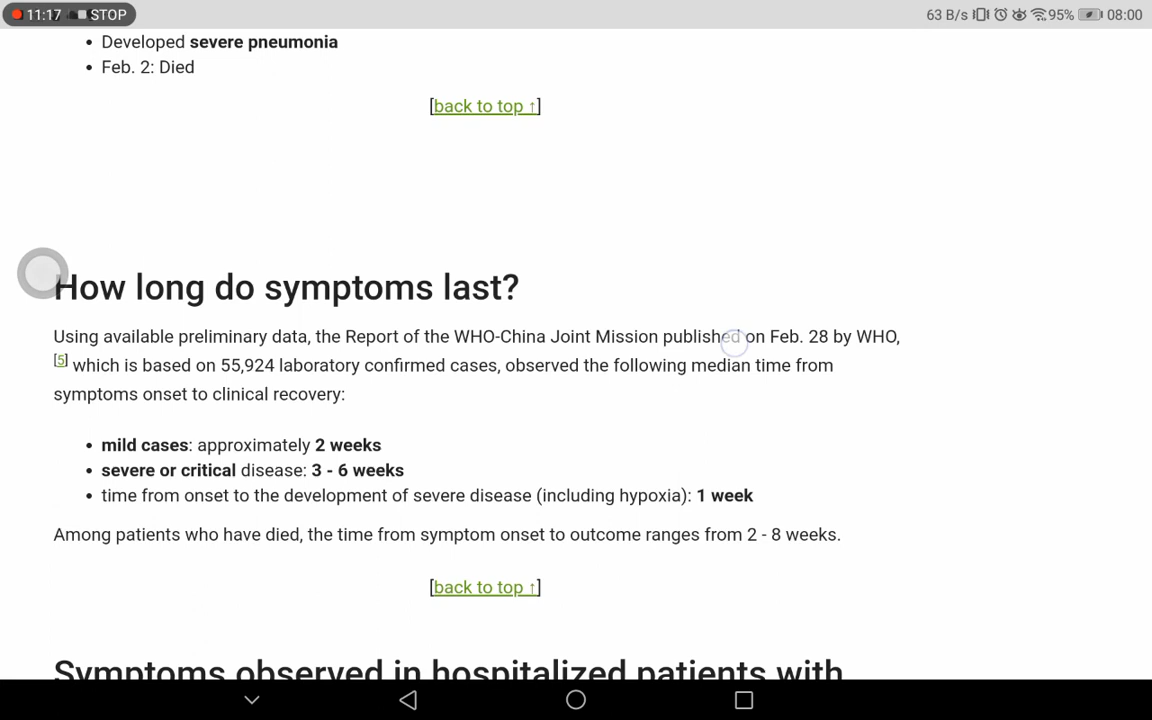 11:17 STOP 63 B/s 95% 08:00
• Developed severe pneumonia
• Feb. 2: Died
[back to top ↑]
How long do symptoms last?
Using available preliminary data, the Report of the WHO-China Joint Mission published on Feb. 28 by WHO,
[5] which is based on 55,924 laboratory confirmed cases, observed the following median time from
symptoms onset to clinical recovery:
• mild cases: approximately 2 weeks
• severe or critical disease: 3 - 6 weeks
• time from onset to the development of severe disease (including hypoxia): 1 week
Among patients who have died, the time from symptom onset to outcome ranges from 2 - 8 weeks.
[back to top ↑]
Symptoms observed in hospitalized patients with